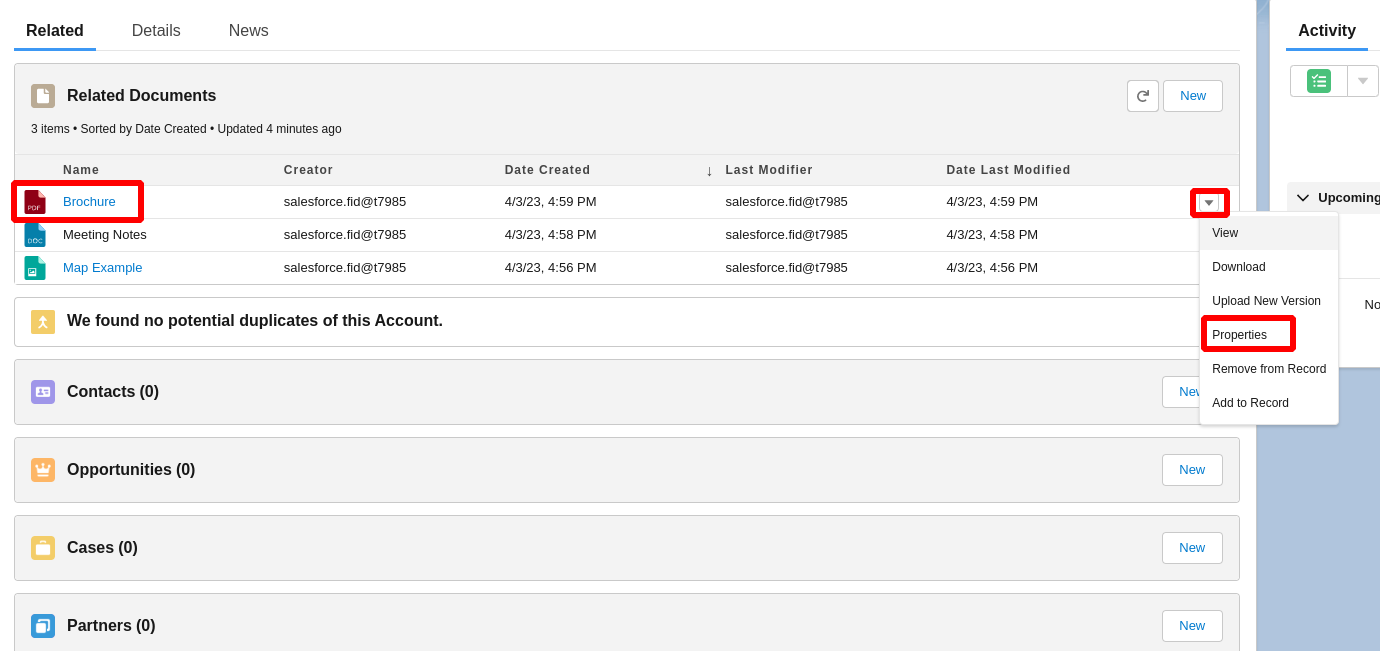 Related Details News
Activity
Related Documents
New
3 items • Sorted by Date Created • Updated 4 minutes ago
Name Creator Date Created ↓ Last Modifier Date Last Modified
PDF Brochure salesforce.fid@t7985 4/3/23, 4:59 PM salesforce.fid@t7985 4/3/23, 4:59 PM
Upcoming
DOC Meeting Notes salesforce.fid@t7985 4/3/23, 4:58 PM salesforce.fid@t7985 4/3/23, 4:58 PM
Map Example salesforce.fid@t7985 4/3/23, 4:56 PM salesforce.fid@t7985 4/3/23, 4:56 PM
View
Download
Upload New Version
Properties
Remove from Record
Add to Record
No
We found no potential duplicates of this Account.
Contacts (0)
New
Opportunities (0)
New
Cases (0)
New
Partners (0)
New